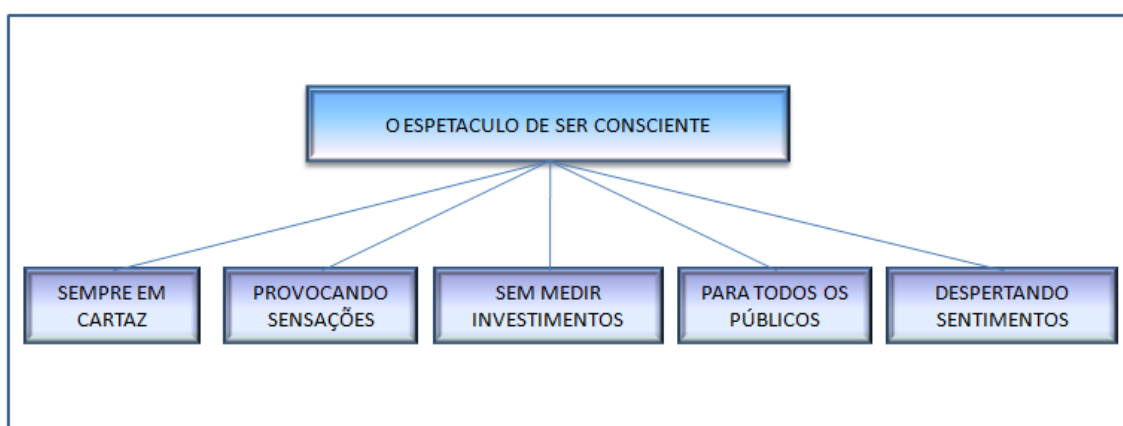 O ESPETACULO DE SER CONSCIENTE
SEMPRE EM
CARTAZ
PROVOCANDO
SENSAÇÕES
SEM MEDIR
INVESTIMENTOS
PARA TODOS OS
PÚBLICOS
DESPERTANDO
SENTIMENTOS